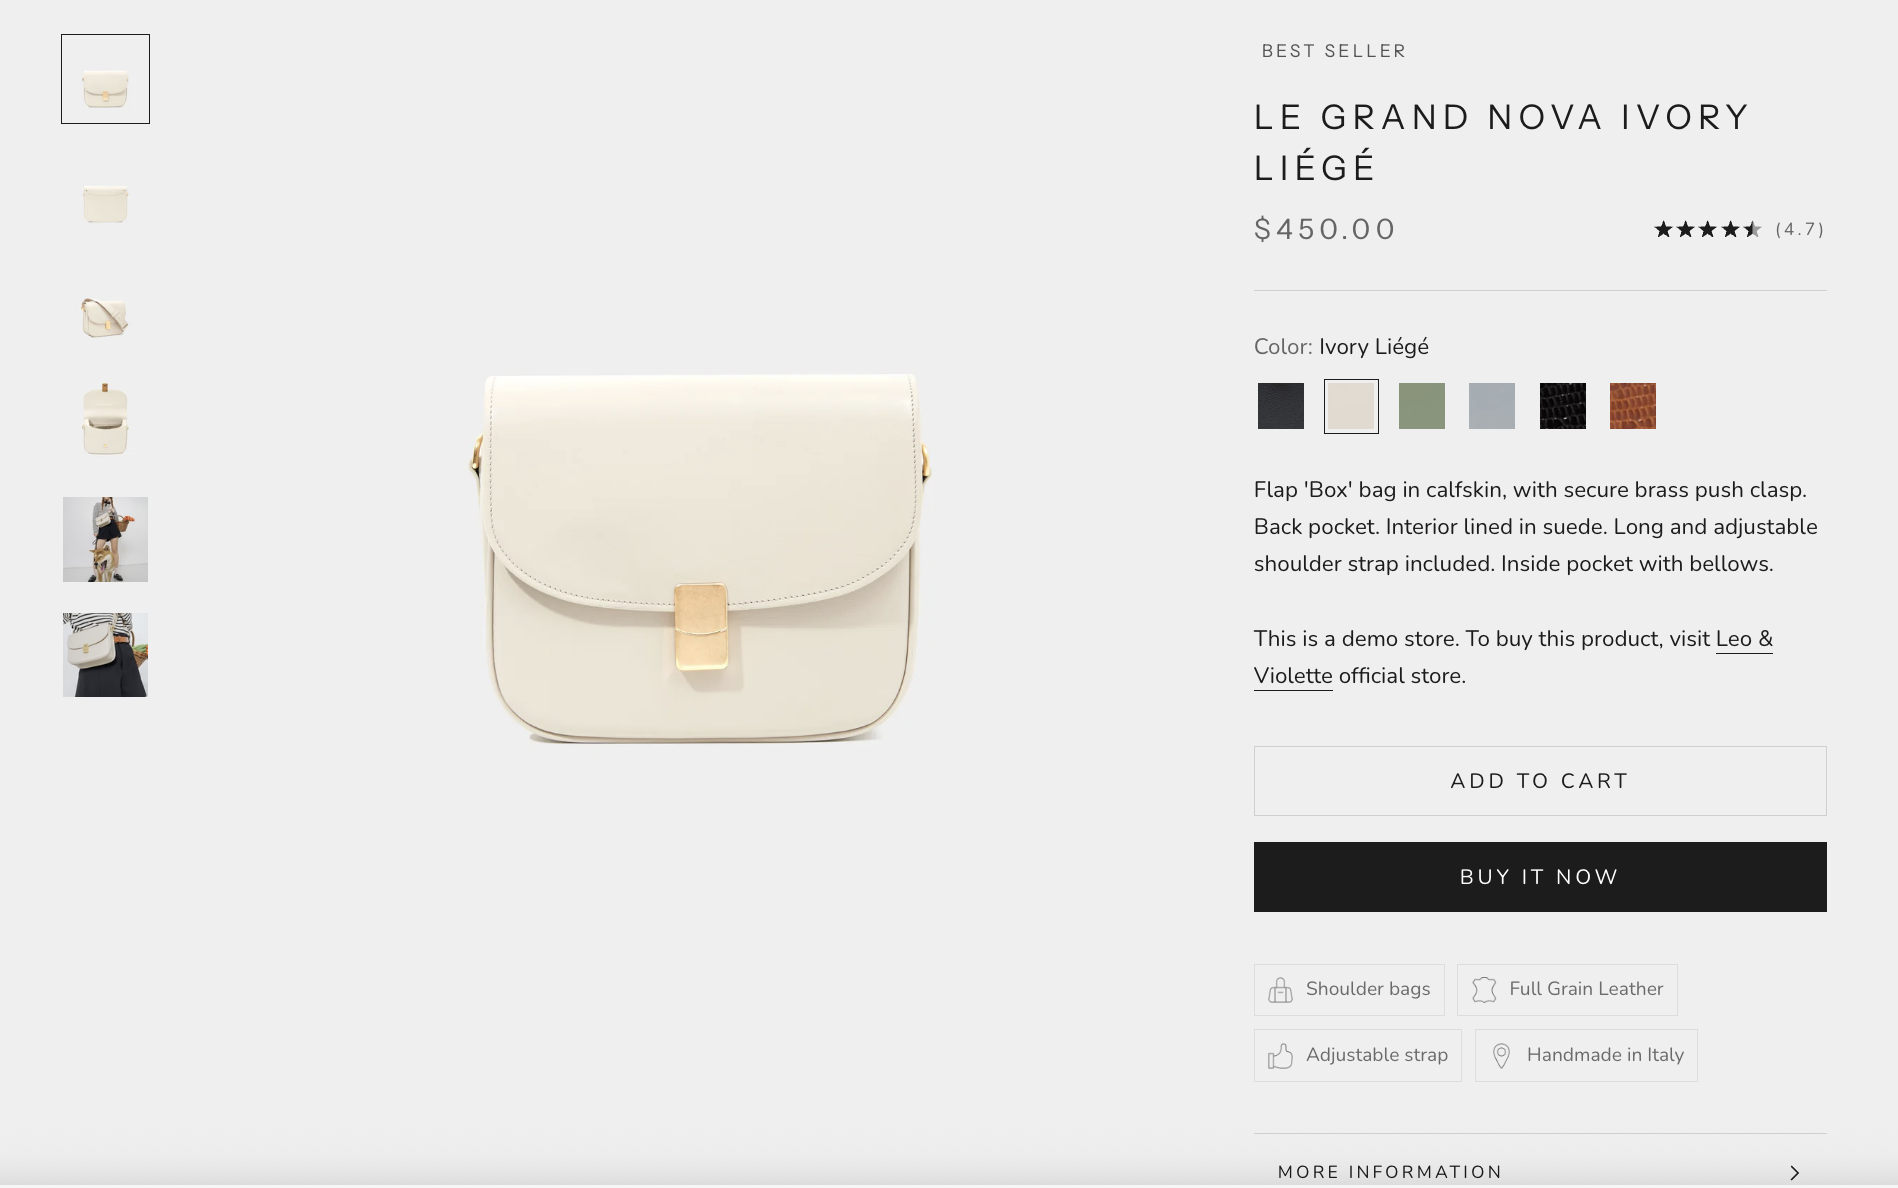 BEST SELLER
LE GRAND NOVA IVORY
LIÉGÉ
$450.00
(4.7)
Color: Ivory Liégé
Flap 'Box' bag in calfskin, with secure brass push clasp.
Back pocket. Interior lined in suede. Long and adjustable
shoulder strap included. Inside pocket with bellows.
This is a demo store. To buy this product, visit Leo &
Violette official store.
ADD TO CART
BUY IT NOW
Shoulder bags
Full Grain Leather
Adjustable strap
Handmade in Italy
MORE INFORMATION